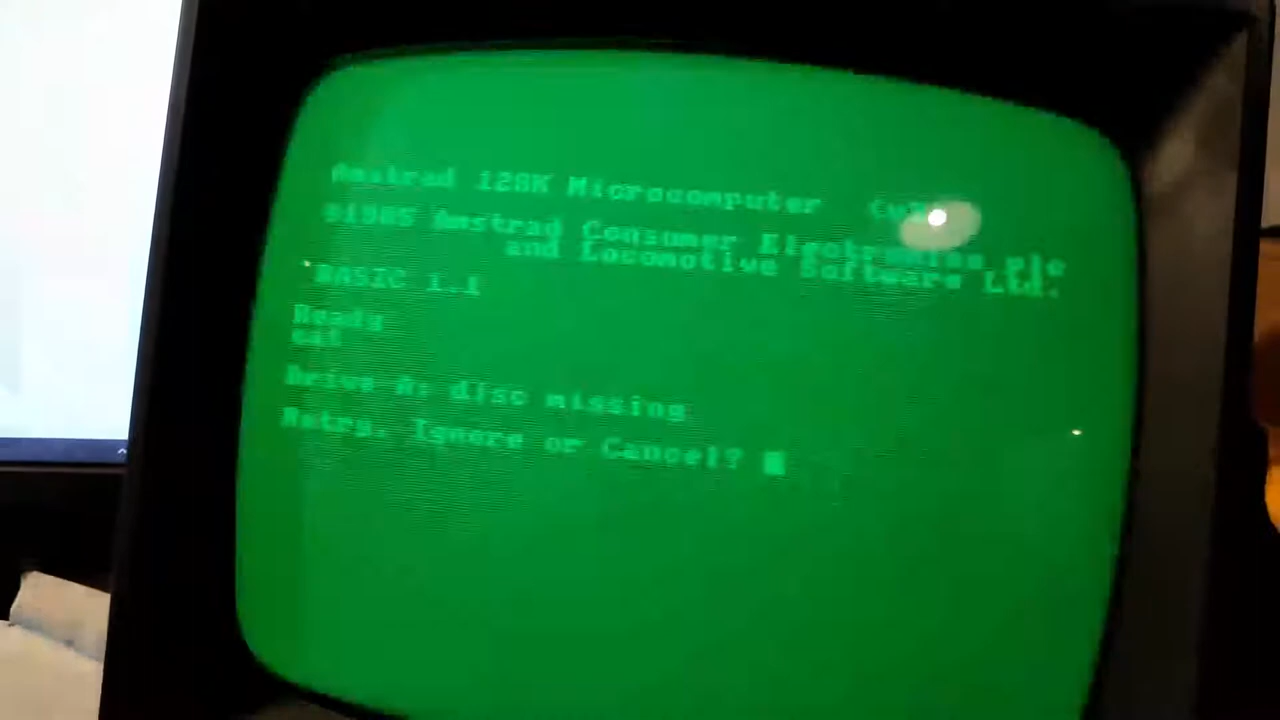 Amstrad 128K Microcomputer
©1985 Amstrad Consumer Electronics plc
and Locomotive Software Ltd.
BASIC 1.1
Ready
cat
Drive A: disc missing
Retry, Ignore or Cancel?